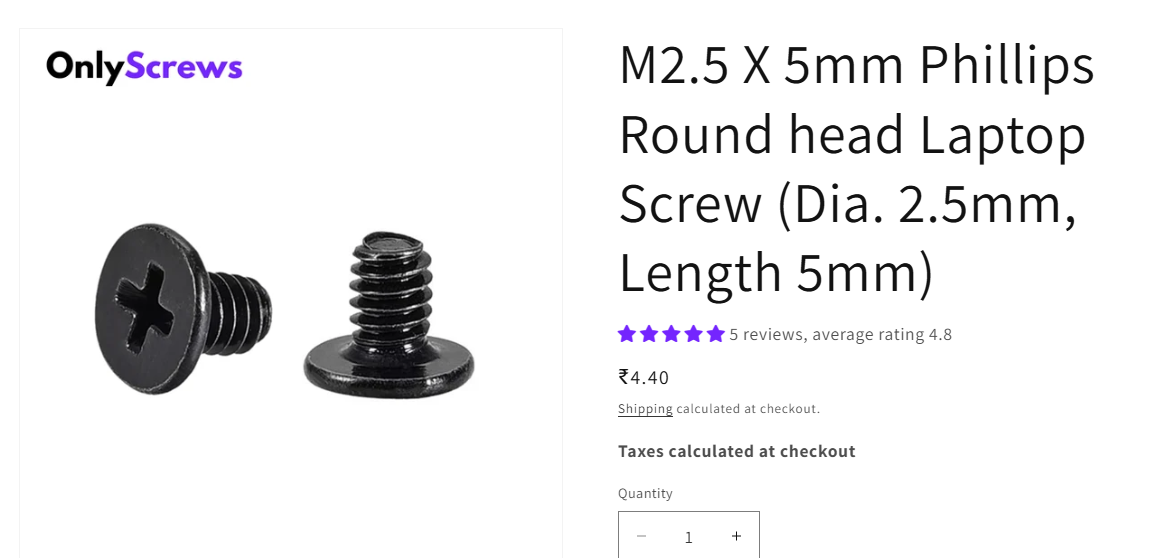 OnlyScrews
M2.5 X 5mm Phillips
Round head Laptop
Screw (Dia. 2.5mm,
Length 5mm)
5 reviews, average rating 4.8
₹4.40
Shipping calculated at checkout.
Taxes calculated at checkout
Quantity
− 1 +